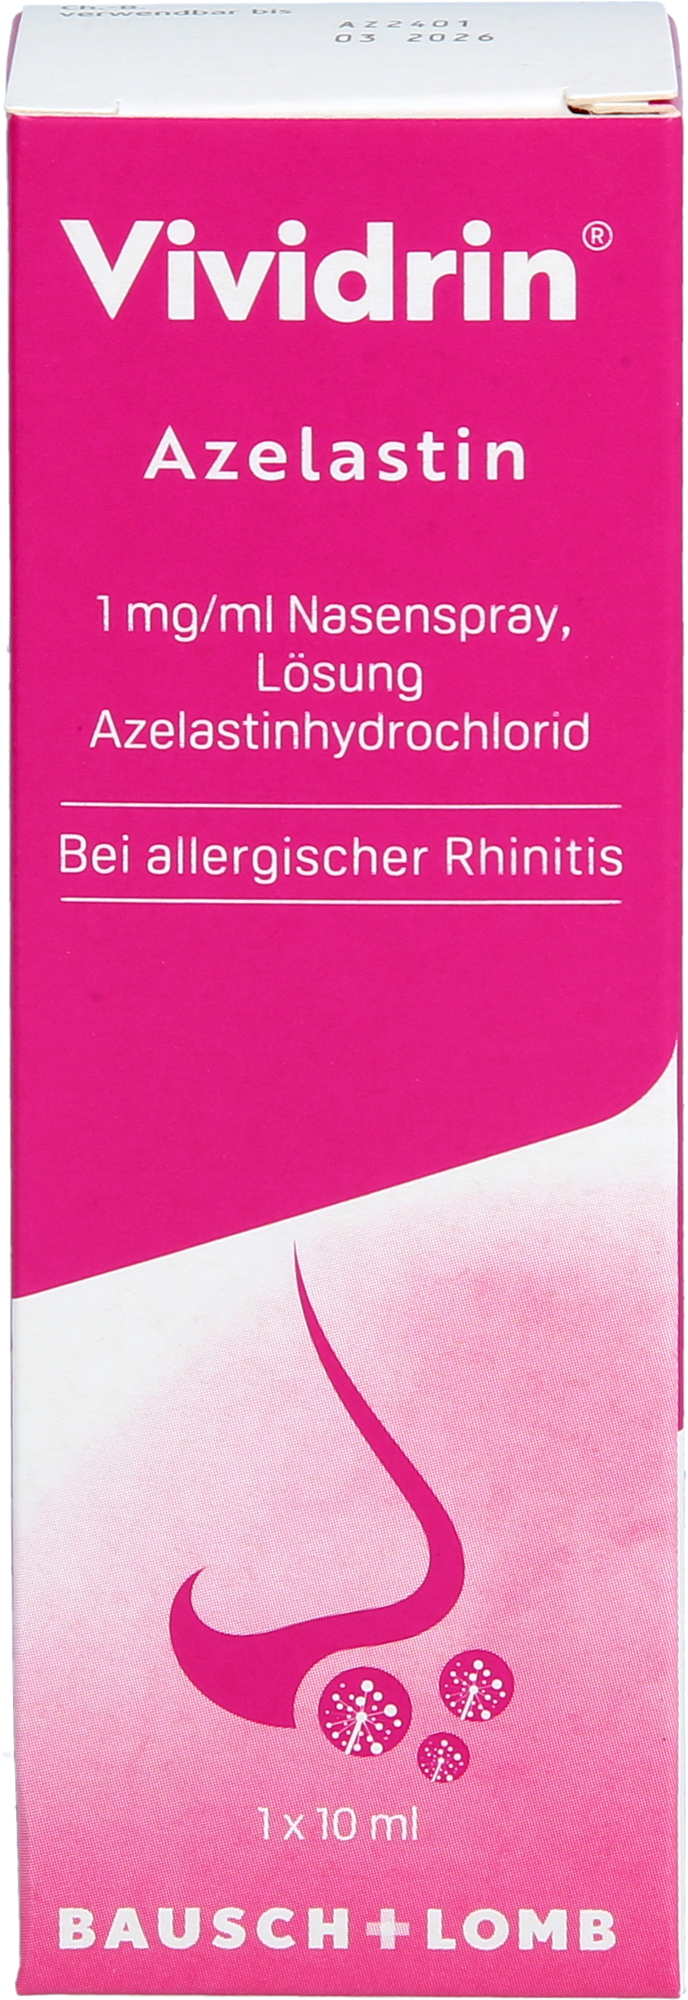 Ch.-B.
verwendbar bis
AZ2401
03 2026
Vividrin®
Azelastin
1 mg/ml Nasenspray,
Lösung
Azelastinhydrochlorid
Bei allergischer Rhinitis
1 x 10 ml
BAUSCH + LOMB